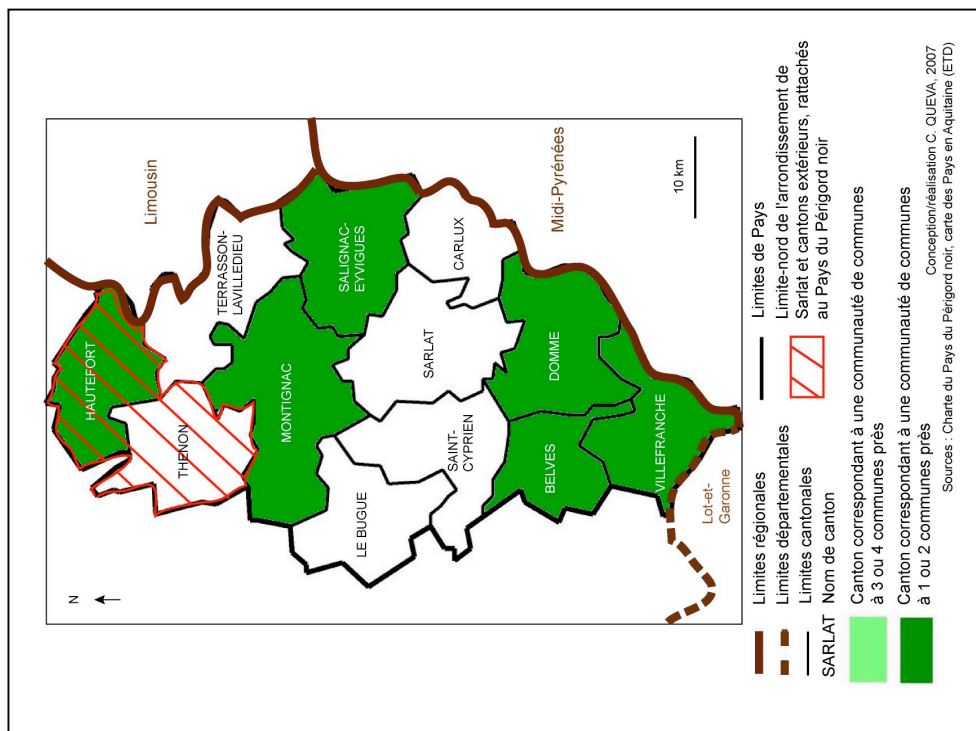 N
Limousin
HAUTEFORT
TERRASSON-
LAVILLEDIEU
THENON
MONTIGNAC
SALIGNAC-
EYVIGUES
LE BUGUE
SARLAT
CARLUX
SAINT-
CYPRIEN
Midi-Pyrénées
DOMME
BELVES
VILLEFRANCHE
Lot-et-
Garonne
10 km
Limites régionales
Limites départementales
Limites cantonales
SARLAT Nom de canton
Limites de Pays
Limite-nord de l'arrondissement de
Sarlat et cantons extérieurs, rattachés
au Pays du Périgord noir
Canton correspondant à une communauté de communes
à 3 ou 4 communes près
Canton correspondant à une communauté de communes
à 1 ou 2 communes près
Conception/réalisation C. QUEVA, 2007
Sources : Charte du Pays du Périgord noir, carte des Pays en Aquitaine (ETD)